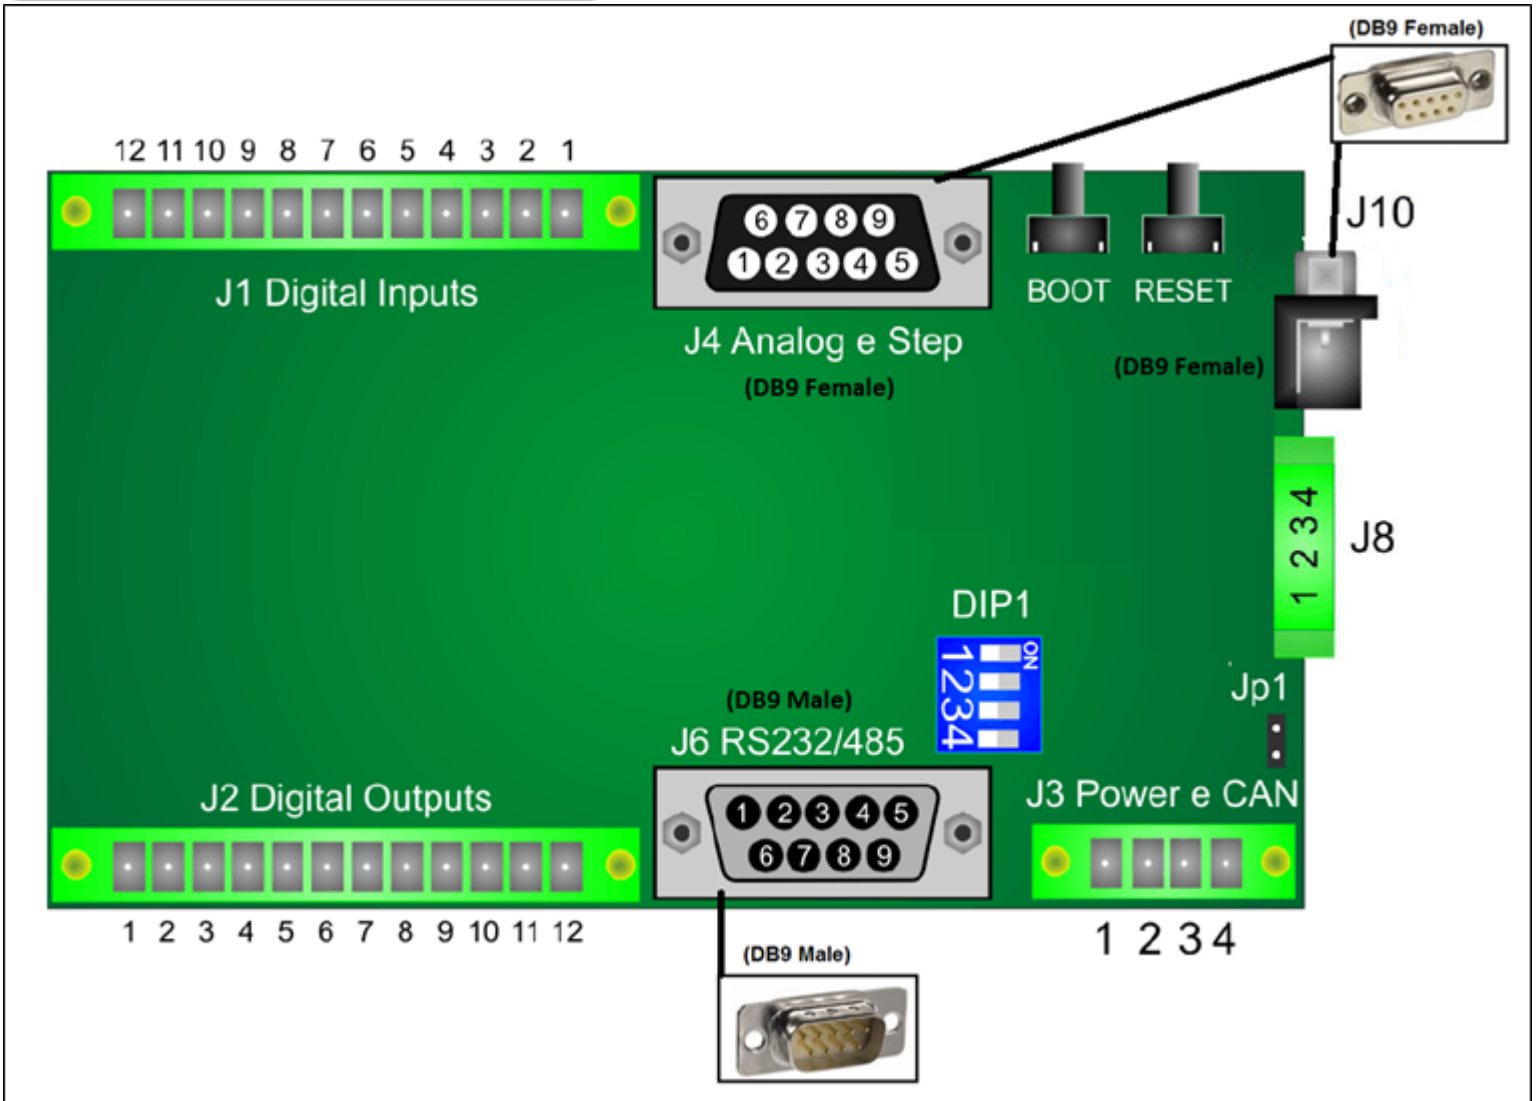 (DB9 Female)
12 11 10 9 8 7 6 5 4 3 2 1
J10
6 7 8 9
1 2 3 4 5
J1 Digital Inputs
BOOT RESET
J4 Analog e Step
(DB9 Female)
(DB9 Female)
1 2 3 4
J8
DIP1
ON
1 2 3 4
Jp1
(DB9 Male)
J6 RS232/485
J2 Digital Outputs
J3 Power e CAN
1 2 3 4 5
6 7 8 9
1 2 3 4 5 6 7 8 9 10 11 12
1 2 3 4
(DB9 Male)